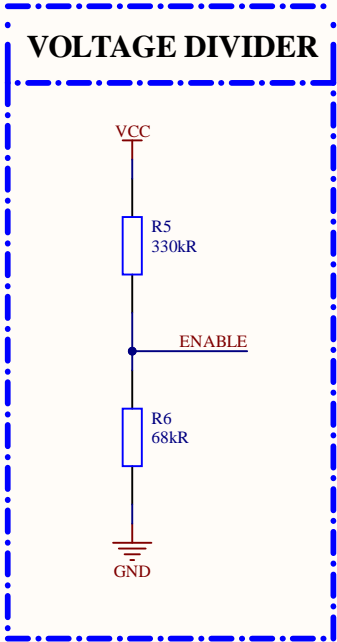 VOLTAGE DIVIDER
VCC
R5
330kR
ENABLE
R6
68kR
GND